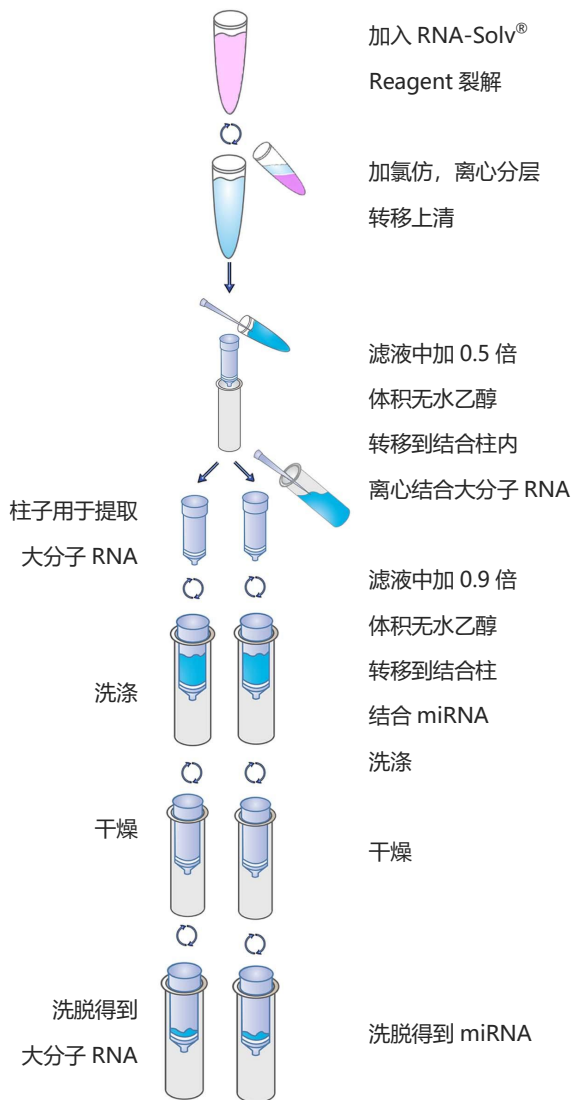 加入 RNA-Solv®
Reagent 裂解
加氯仿，离心分层
转移上清
滤液中加 0.5 倍
体积无水乙醇
转移到结合柱内
离心结合大分子 RNA
柱子用于提取
大分子 RNA
滤液中加 0.9 倍
体积无水乙醇
转移到结合柱
结合 miRNA
洗涤
洗涤
干燥
干燥
洗脱得到
大分子 RNA
洗脱得到 miRNA